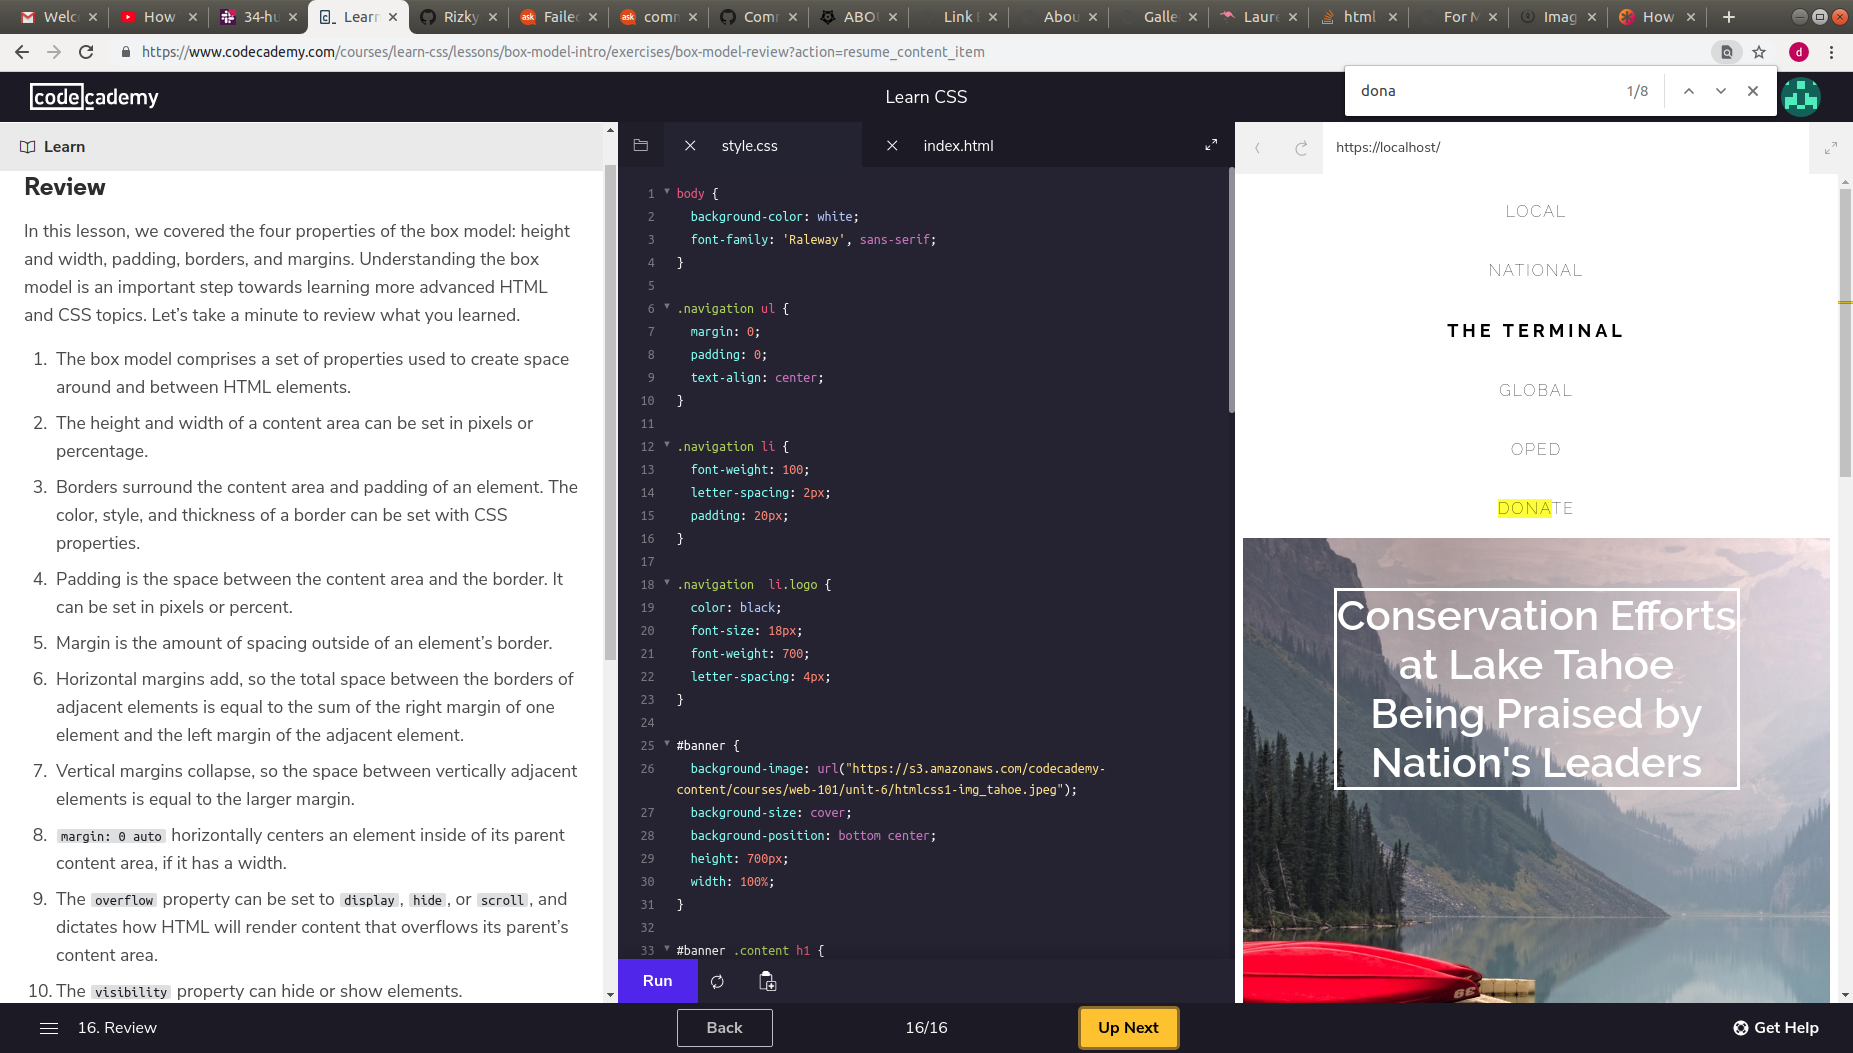 Welc
How
34-hu
Learn
Rizky
Faile
comm
Comm
ABO
Link
Abou
Galle
Laure
html
For M
Imag
How
https://www.codecademy.com/courses/learn-css/lessons/box-model-intro/exercises/box-model-review?action=resume_content_item
d
dona
1/8
codecademy
Learn CSS
Learn
Review
In this lesson, we covered the four properties of the box model: height
and width, padding, borders, and margins. Understanding the box
model is an important step towards learning more advanced HTML
and CSS topics. Let's take a minute to review what you learned.
1. The box model comprises a set of properties used to create space
around and between HTML elements.
2. The height and width of a content area can be set in pixels or
percentage.
3. Borders surround the content area and padding of an element. The
color, style, and thickness of a border can be set with CSS
properties.
4. Padding is the space between the content area and the border. It
can be set in pixels or percent.
5. Margin is the amount of spacing outside of an element's border.
6. Horizontal margins add, so the total space between the borders of
adjacent elements is equal to the sum of the right margin of one
element and the left margin of the adjacent element.
7. Vertical margins collapse, so the space between vertically adjacent
elements is equal to the larger margin.
8. margin: 0 auto horizontally centers an element inside of its parent
content area, if it has a width.
9. The overflow property can be set to display, hide, or scroll, and
dictates how HTML will render content that overflows its parent's
content area.
10. The visibility property can hide or show elements.
style.css
index.html
1 body {
2 background-color: white;
3 font-family: 'Raleway', sans-serif;
4 }
5
6 .navigation ul {
7 margin: 0;
8 padding: 0;
9 text-align: center;
10 }
11
12 .navigation li {
13 font-weight: 100;
14 letter-spacing: 2px;
15 padding: 20px;
16 }
17
18 .navigation  li.logo {
19 color: black;
20 font-size: 18px;
21 font-weight: 700;
22 letter-spacing: 4px;
23 }
24
25 #banner {
26 background-image: url("https://s3.amazonaws.com/codecademy-
content/courses/web-101/unit-6/htmlcss1-img_tahoe.jpeg");
27 background-size: cover;
28 background-position: bottom center;
29 height: 700px;
30 width: 100%;
31 }
32
33 #banner .content h1 {
Run
https://localhost/
LOCAL
NATIONAL
THE TERMINAL
GLOBAL
OPED
DONATE
Conservation Efforts
at Lake Tahoe
Being Praised by
Nation's Leaders
16. Review
Back
16/16
Up Next
Get Help